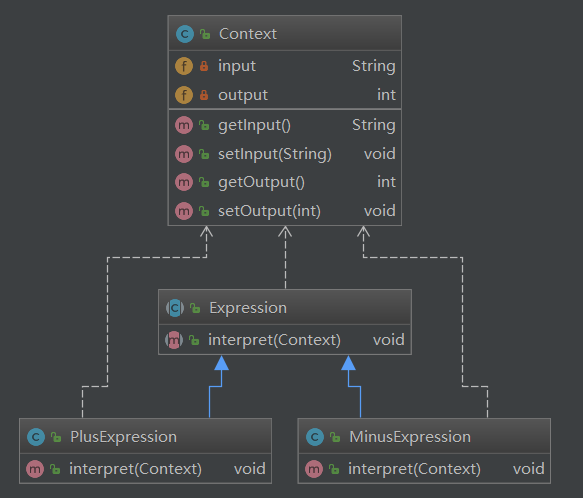 Context
input String
output int
getInput() String
setInput(String) void
getOutput() int
setOutput(int) void
Expression
interpret(Context) void
PlusExpression
interpret(Context) void
MinusExpression
interpret(Context) void